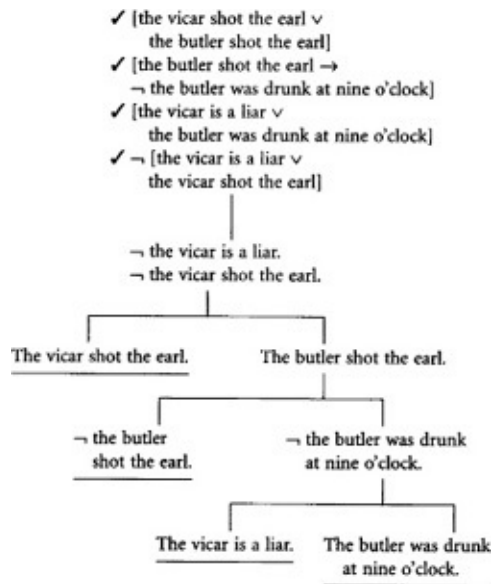 ✓ [the vicar shot the earl ∨
the butler shot the earl]
✓ [the butler shot the earl →
¬ the butler was drunk at nine o'clock]
✓ [the vicar is a liar ∨
the butler was drunk at nine o'clock]
✓ ¬ [the vicar is a liar ∨
the vicar shot the earl]
¬ the vicar is a liar.
¬ the vicar shot the earl.
The vicar shot the earl.
The butler shot the earl.
¬ the butler
shot the earl.
¬ the butler was drunk
at nine o'clock.
The vicar is a liar.
The butler was drunk
at nine o'clock.